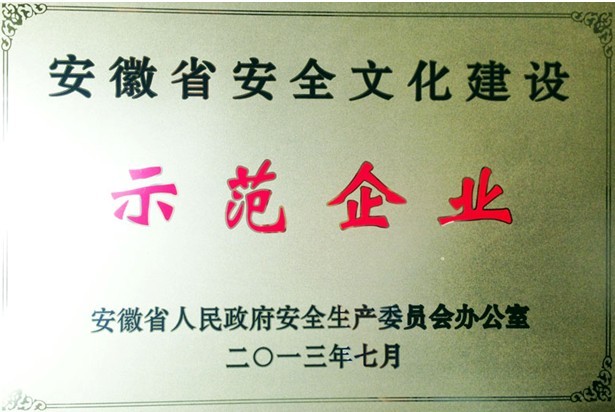 安徽省安全文化建设
示范企业
安徽省人民政府安全生产委员会办公室
二〇一三年七月